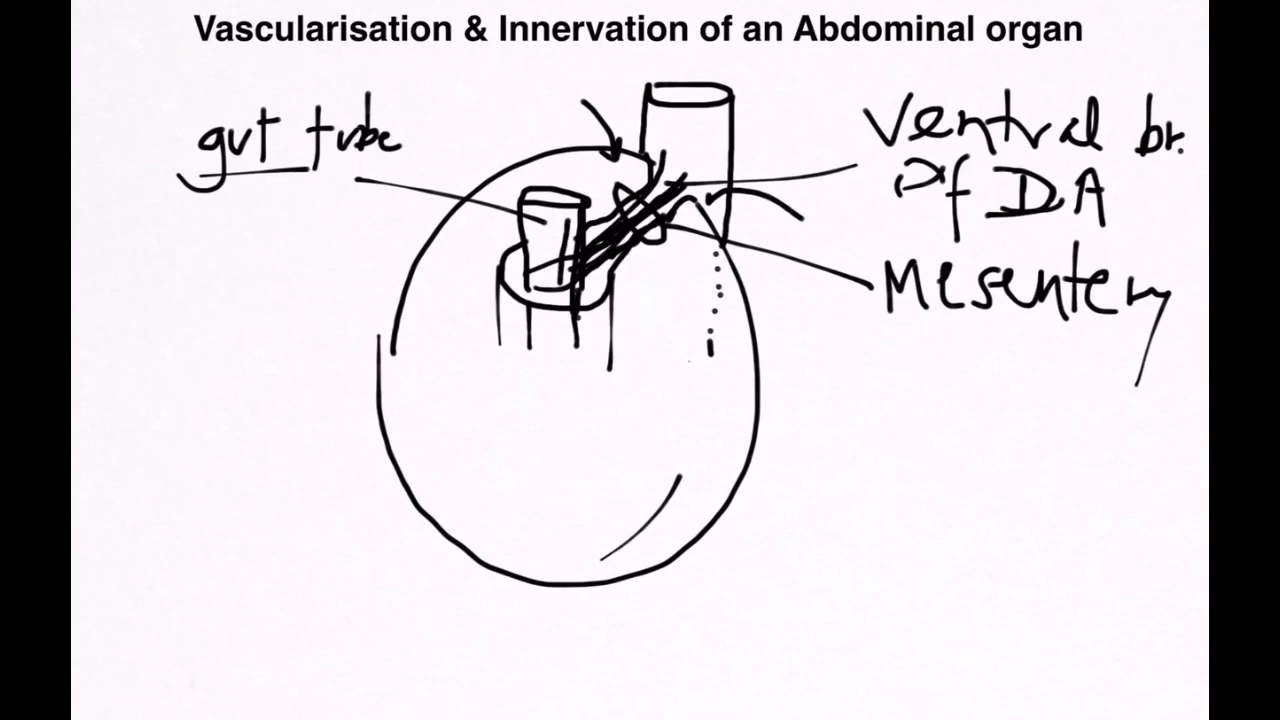 Vascularisation & Innervation of an Abdominal organ
gut tube
Ventral br.
Of DA
Mesentery